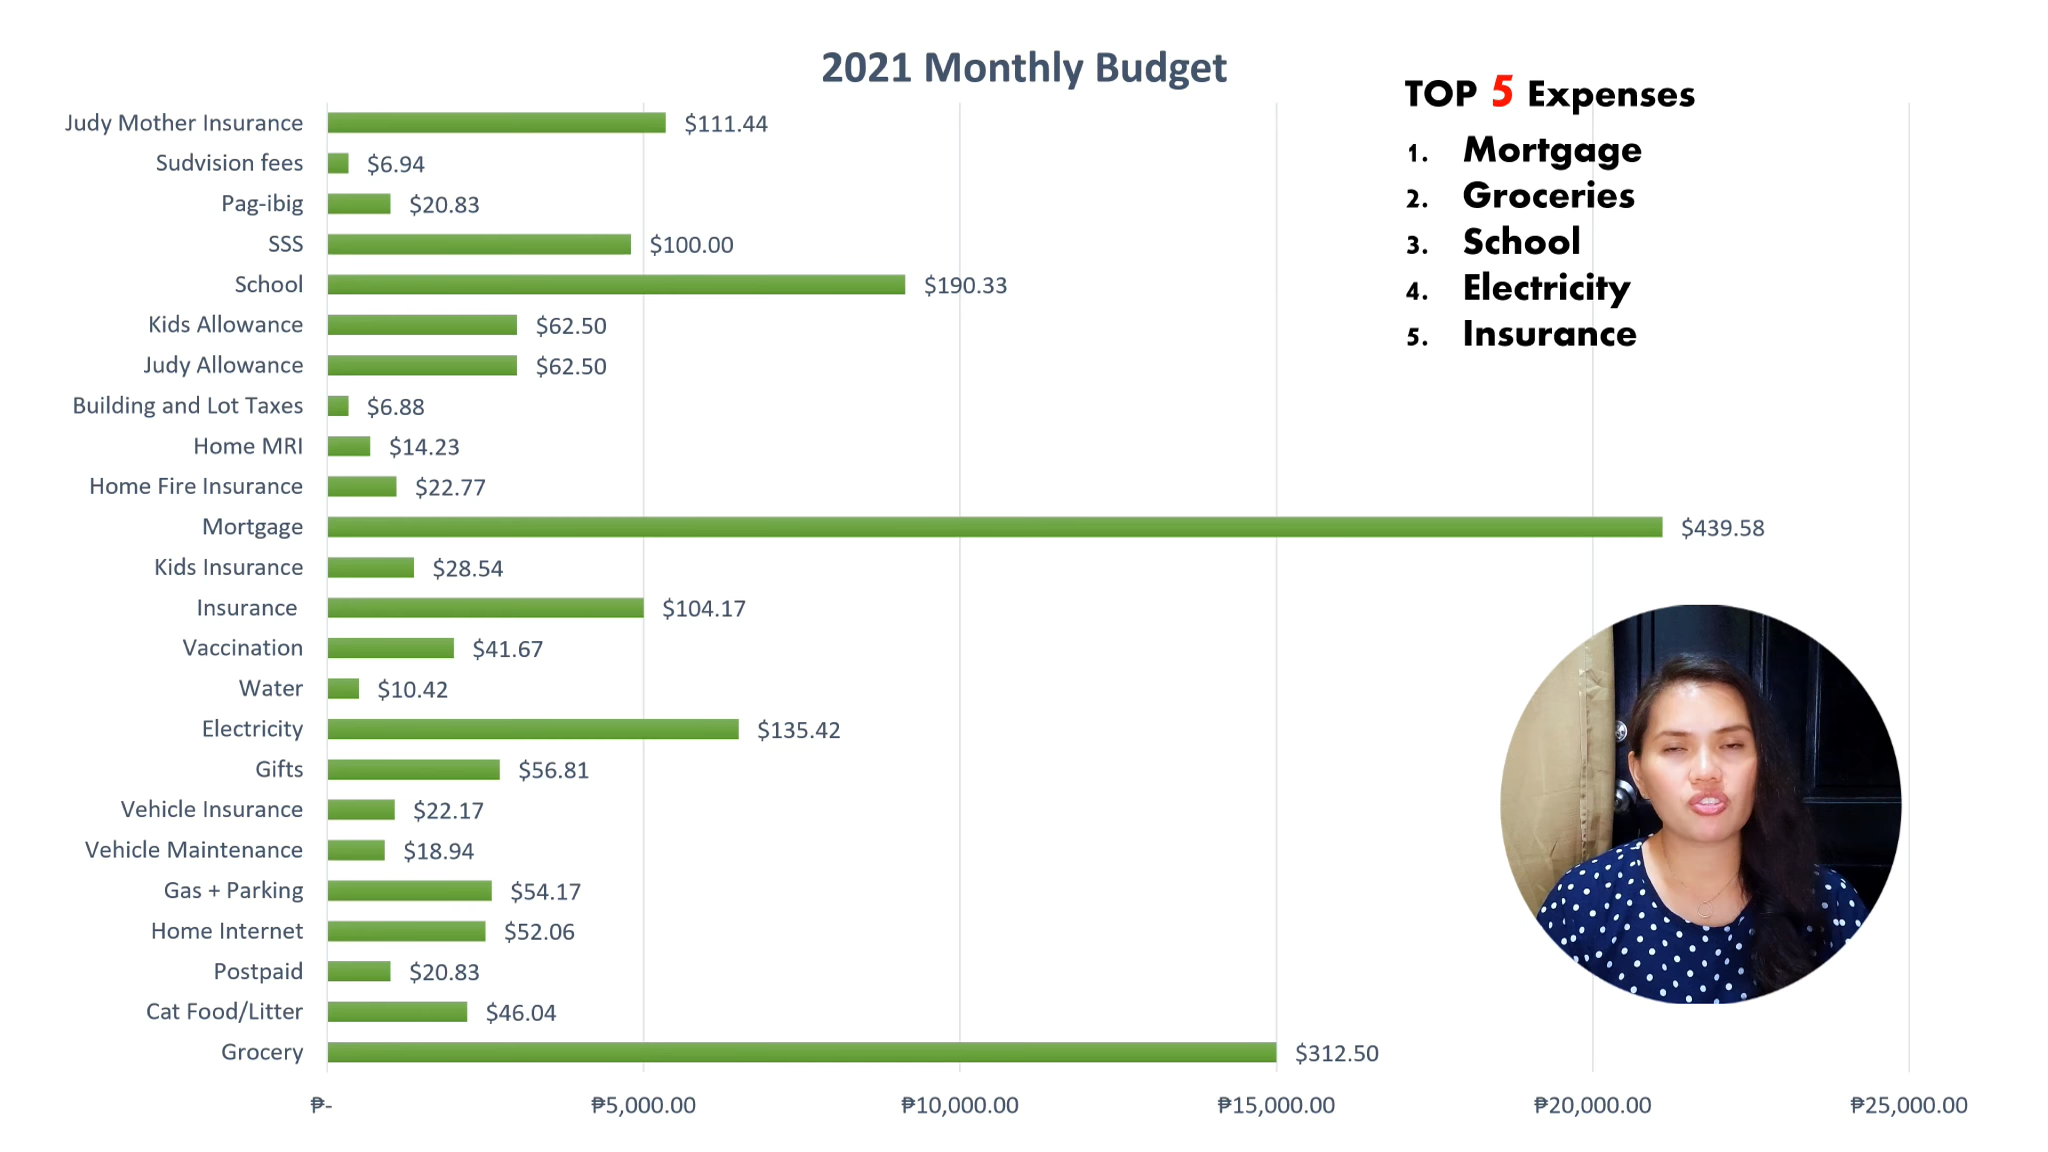 2021 Monthly Budget
TOP 5 Expenses
1. Mortgage
2. Groceries
3. School
4. Electricity
5. Insurance
Judy Mother Insurance $111.44
Sudvision fees $6.94
Pag-ibig $20.83
SSS $100.00
School $190.33
Kids Allowance $62.50
Judy Allowance $62.50
Building and Lot Taxes $6.88
Home MRI $14.23
Home Fire Insurance $22.77
Mortgage $439.58
Kids Insurance $28.54
Insurance $104.17
Vaccination $41.67
Water $10.42
Electricity $135.42
Gifts $56.81
Vehicle Insurance $22.17
Vehicle Maintenance $18.94
Gas + Parking $54.17
Home Internet $52.06
Postpaid $20.83
Cat Food/Litter $46.04
Grocery $312.50
₱- ₱5,000.00 ₱10,000.00 ₱15,000.00 ₱20,000.00 ₱25,000.00